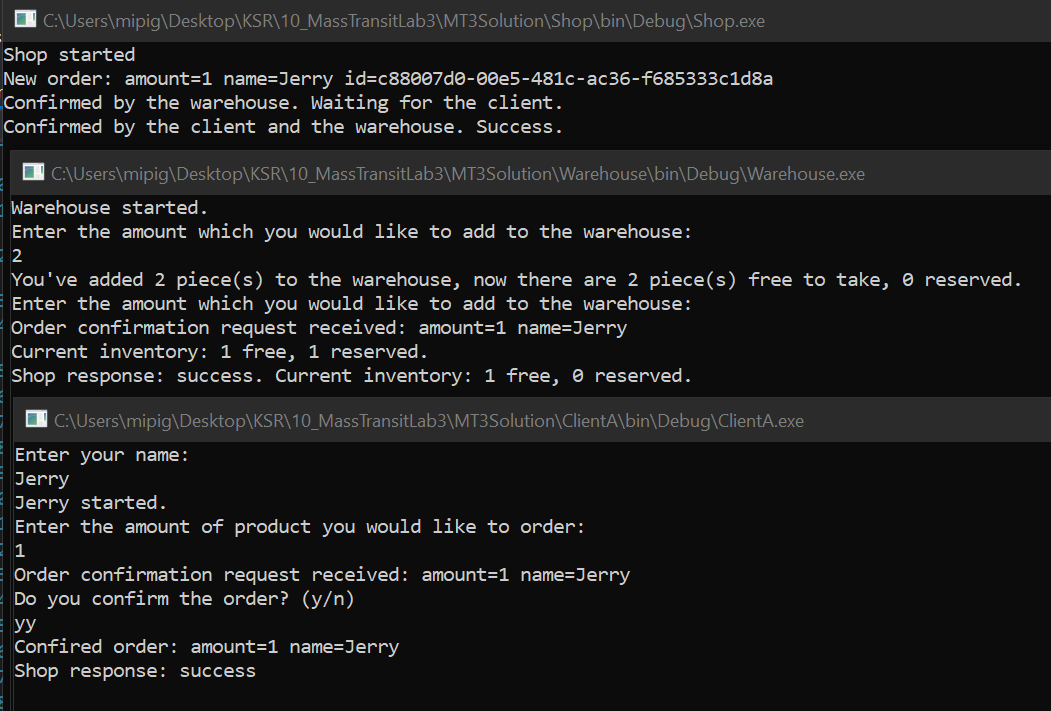 C:\Users\mipig\Desktop\KSR\10_MassTransitLab3\MT3Solution\Shop\bin\Debug\Shop.exe
Shop started
New order: amount=1 name=Jerry id=c88007d0-00e5-481c-ac36-f685333c1d8a
Confirmed by the warehouse. Waiting for the client.
Confirmed by the client and the warehouse. Success.
C:\Users\mipig\Desktop\KSR\10_MassTransitLab3\MT3Solution\Warehouse\bin\Debug\Warehouse.exe
Warehouse started.
Enter the amount which you would like to add to the warehouse:
2
You've added 2 piece(s) to the warehouse, now there are 2 piece(s) free to take, 0 reserved.
Enter the amount which you would like to add to the warehouse:
Order confirmation request received: amount=1 name=Jerry
Current inventory: 1 free, 1 reserved.
Shop response: success. Current inventory: 1 free, 0 reserved.
C:\Users\mipig\Desktop\KSR\10_MassTransitLab3\MT3Solution\ClientA\bin\Debug\ClientA.exe
Enter your name:
Jerry
Jerry started.
Enter the amount of product you would like to order:
1
Order confirmation request received: amount=1 name=Jerry
Do you confirm the order? (y/n)
yy
Confired order: amount=1 name=Jerry
Shop response: success